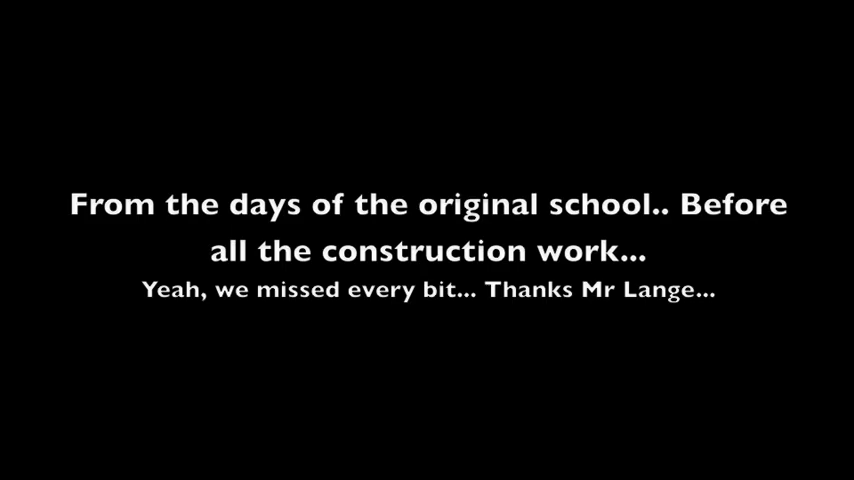 From the days of the original school.. Before
all the construction work...
Yeah, we missed every bit... Thanks Mr Lange...